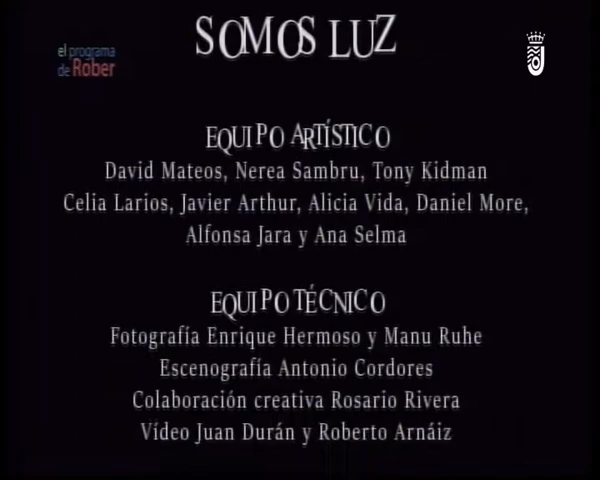 SOMOS LUZ
el programa
de Rober
EQUIPO ARTÍSTICO
David Mateos, Nerea Sambru, Tony Kidman
Celia Larios, Javier Arthur, Alicia Vida, Daniel More,
Alfonsa Jara y Ana Selma
EQUIPO TÉCNICO
Fotografía Enrique Hermoso y Manu Ruhe
Escenografía Antonio Cordores
Colaboración creativa Rosario Rivera
Vídeo Juan Durán y Roberto Arnáiz